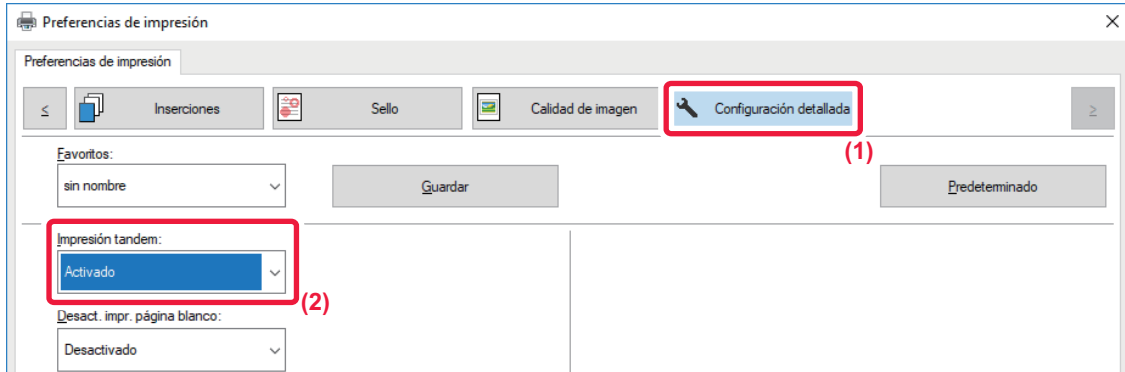 Preferencias de impresión
Preferencias de impresión
< Inserciones Sello Calidad de imagen Configuración detallada >
(1)
Favoritos:
sin nombre Guardar Predeterminado
Impresión tandem:
Activado
(2)
Desact. impr. página blanco:
Desactivado